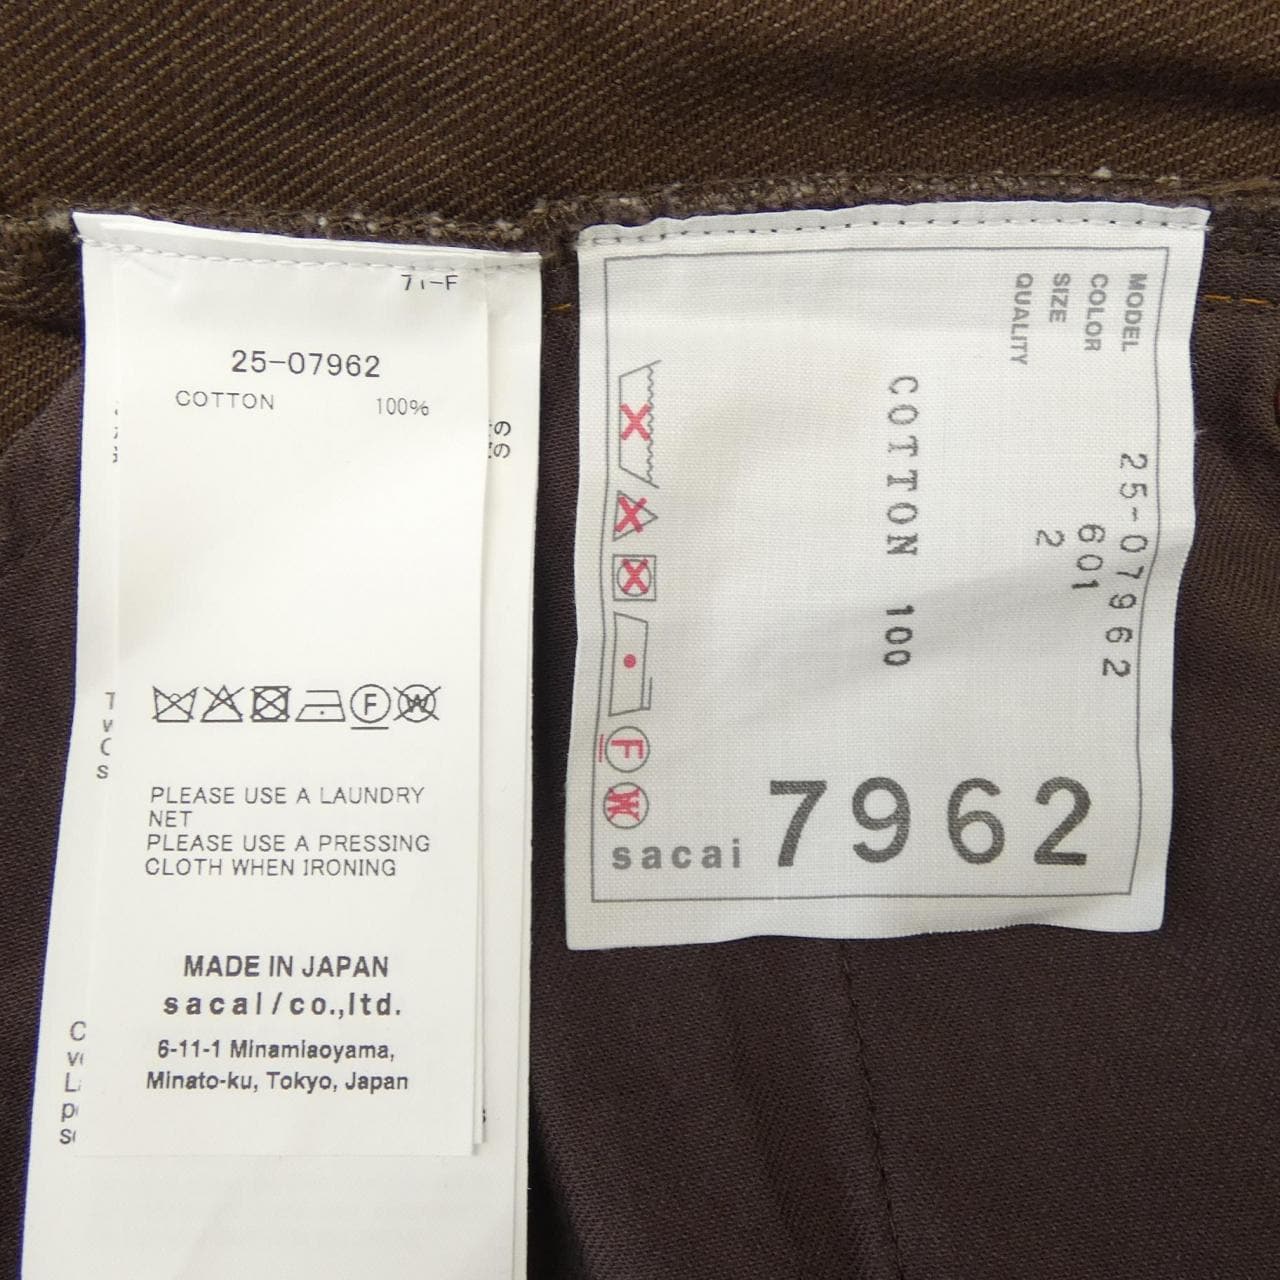 25-07962
COTTON 100%
F
W
PLEASE USE A LAUNDRY
NET
PLEASE USE A PRESSING
CLOTH WHEN IRONING
MADE IN JAPAN
sacai/co.,ltd.
6-11-1 Minamiaoyama,
Minato-ku, Tokyo, Japan
MODEL 25-07962
COLOR 601
SIZE 2
QUALITY
COTTON 100
F
W
sacai 7962